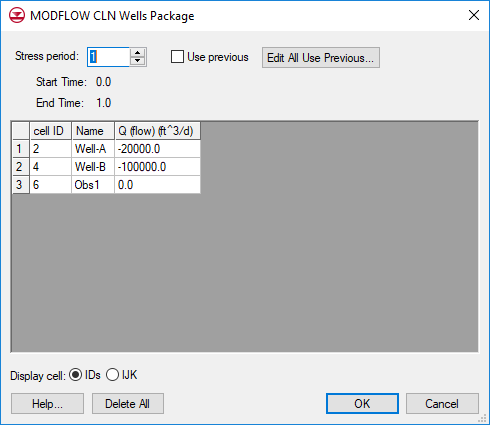 MODFLOW CLN Wells Package
Stress period: 1 Use previous Edit All Use Previous...
Start Time: 0.0
End Time: 1.0
cell ID Name Q (flow) (ft^3/d)
1 2 Well-A -20000.0
2 4 Well-B -100000.0
3 6 Obs1 0.0
Display cell: IDs IJK
Help... Delete All OK Cancel